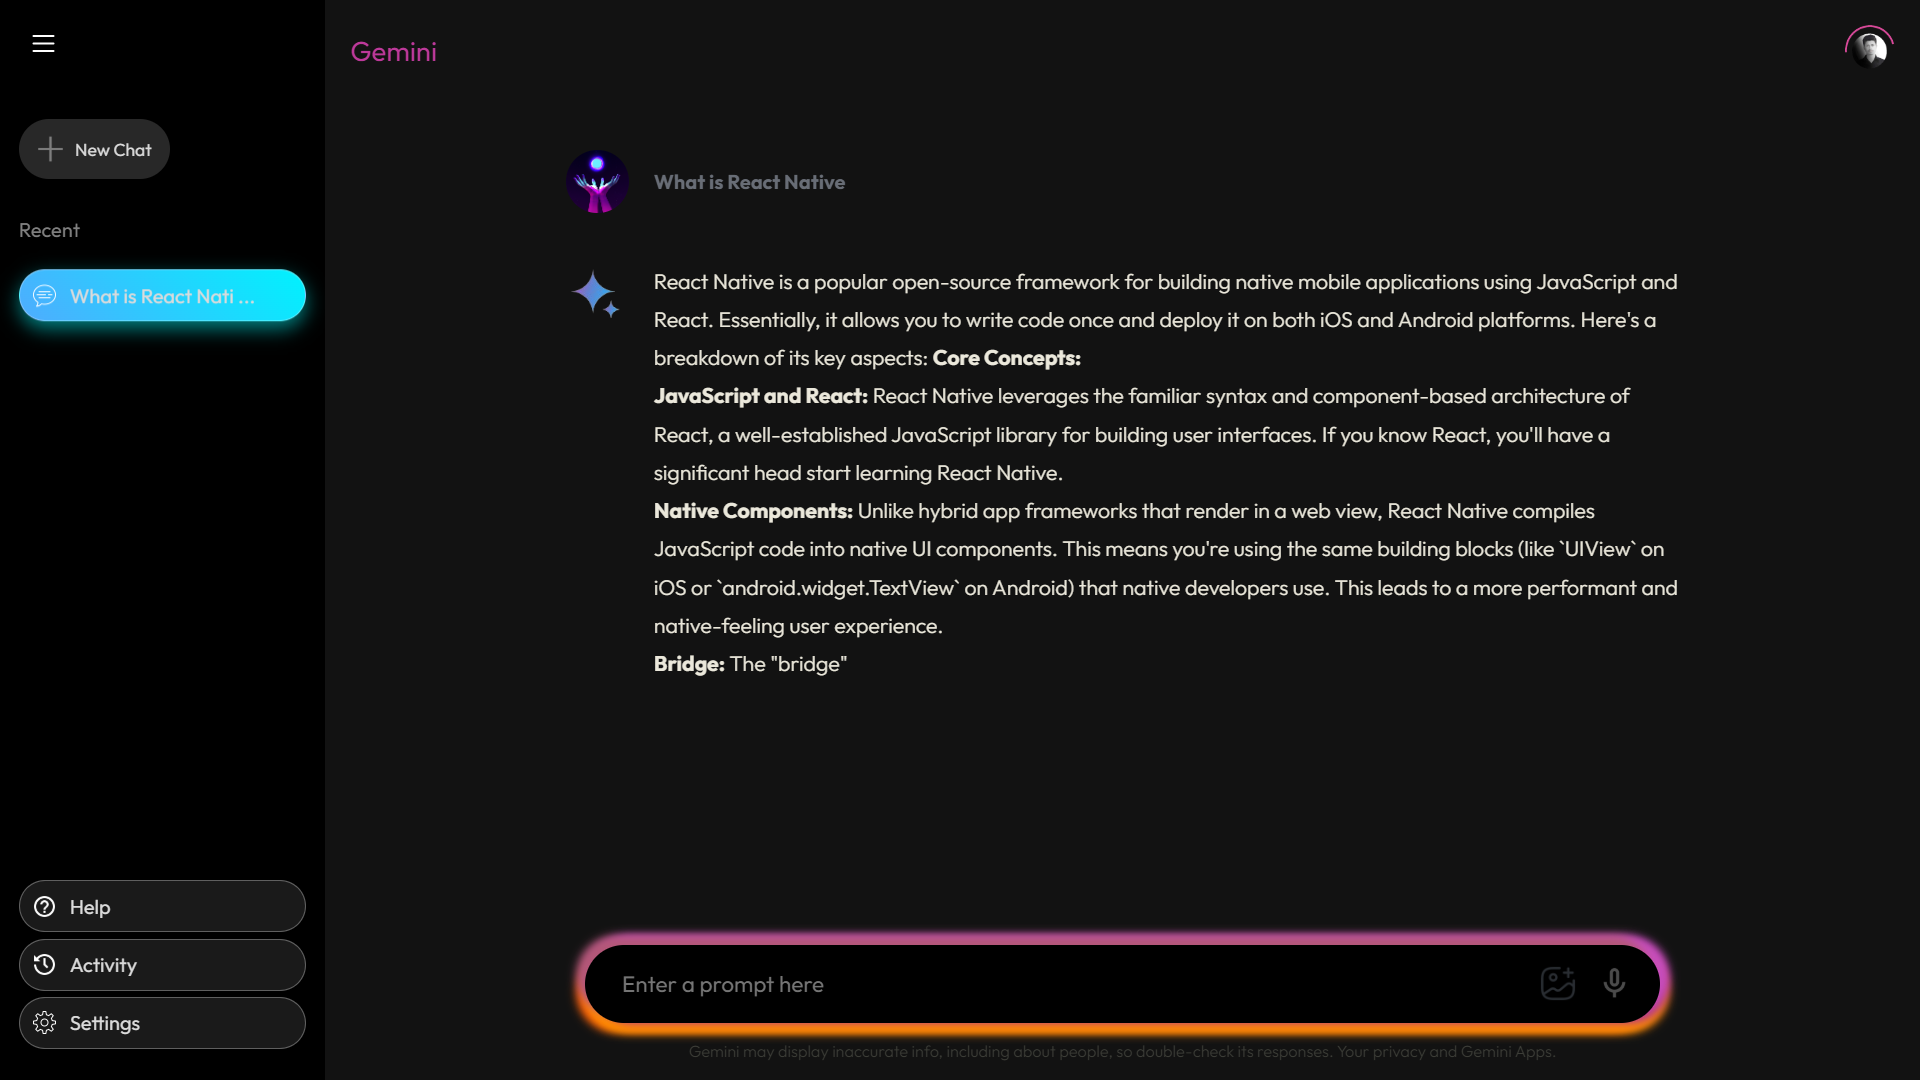 Gemini
New Chat
Recent
What is React Nati ...
Help
Activity
Settings
What is React Native
React Native is a popular open-source framework for building native mobile applications using JavaScript and
React. Essentially, it allows you to write code once and deploy it on both iOS and Android platforms. Here's a
breakdown of its key aspects: Core Concepts:
JavaScript and React: React Native leverages the familiar syntax and component-based architecture of
React, a well-established JavaScript library for building user interfaces. If you know React, you'll have a
significant head start learning React Native.
Native Components: Unlike hybrid app frameworks that render in a web view, React Native compiles
JavaScript code into native UI components. This means you're using the same building blocks (like `UIView` on
iOS or `android.widget.TextView` on Android) that native developers use. This leads to a more performant and
native-feeling user experience.
Bridge: The "bridge"
Enter a prompt here
Gemini may display inaccurate info, including about people, so double-check its responses. Your privacy and Gemini Apps.